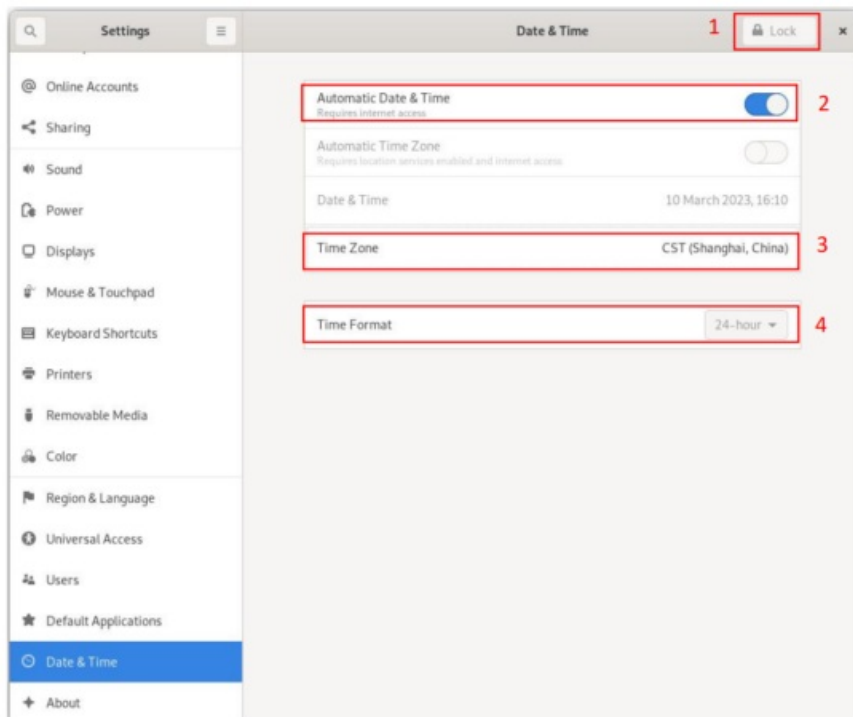 Settings
Date & Time
1
Lock
Online Accounts
Sharing
Sound
Power
Displays
Mouse & Touchpad
Keyboard Shortcuts
Printers
Removable Media
Color
Region & Language
Universal Access
Users
Default Applications
Date & Time
About
Automatic Date & Time
Requires internet access
2
Automatic Time Zone
Requires location services enabled and internet access
Date & Time 10 March 2023, 16:10
Time Zone CST (Shanghai, China) 3
Time Format 24-hour 4